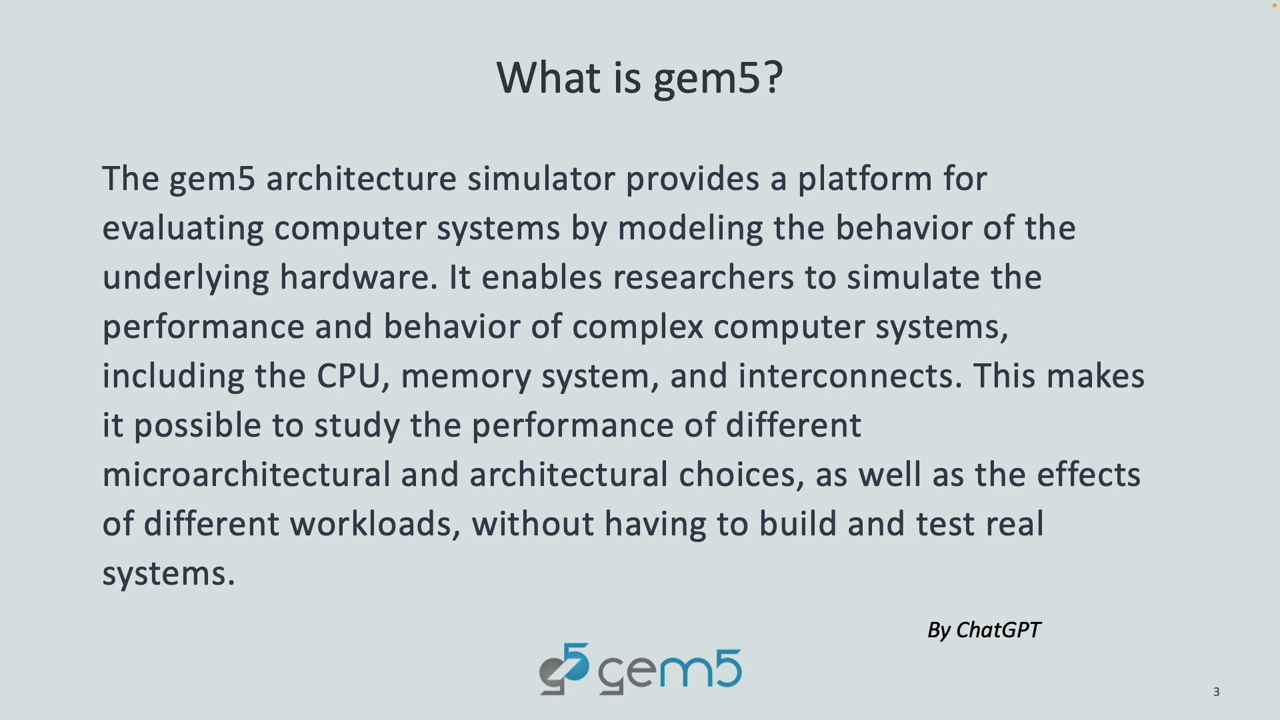 What is gem5?
The gem5 architecture simulator provides a platform for
evaluating computer systems by modeling the behavior of the
underlying hardware. It enables researchers to simulate the
performance and behavior of complex computer systems,
including the CPU, memory system, and interconnects. This makes
it possible to study the performance of different
microarchitectural and architectural choices, as well as the effects
of different workloads, without having to build and test real
systems.
By ChatGPT
g5 gem5
3